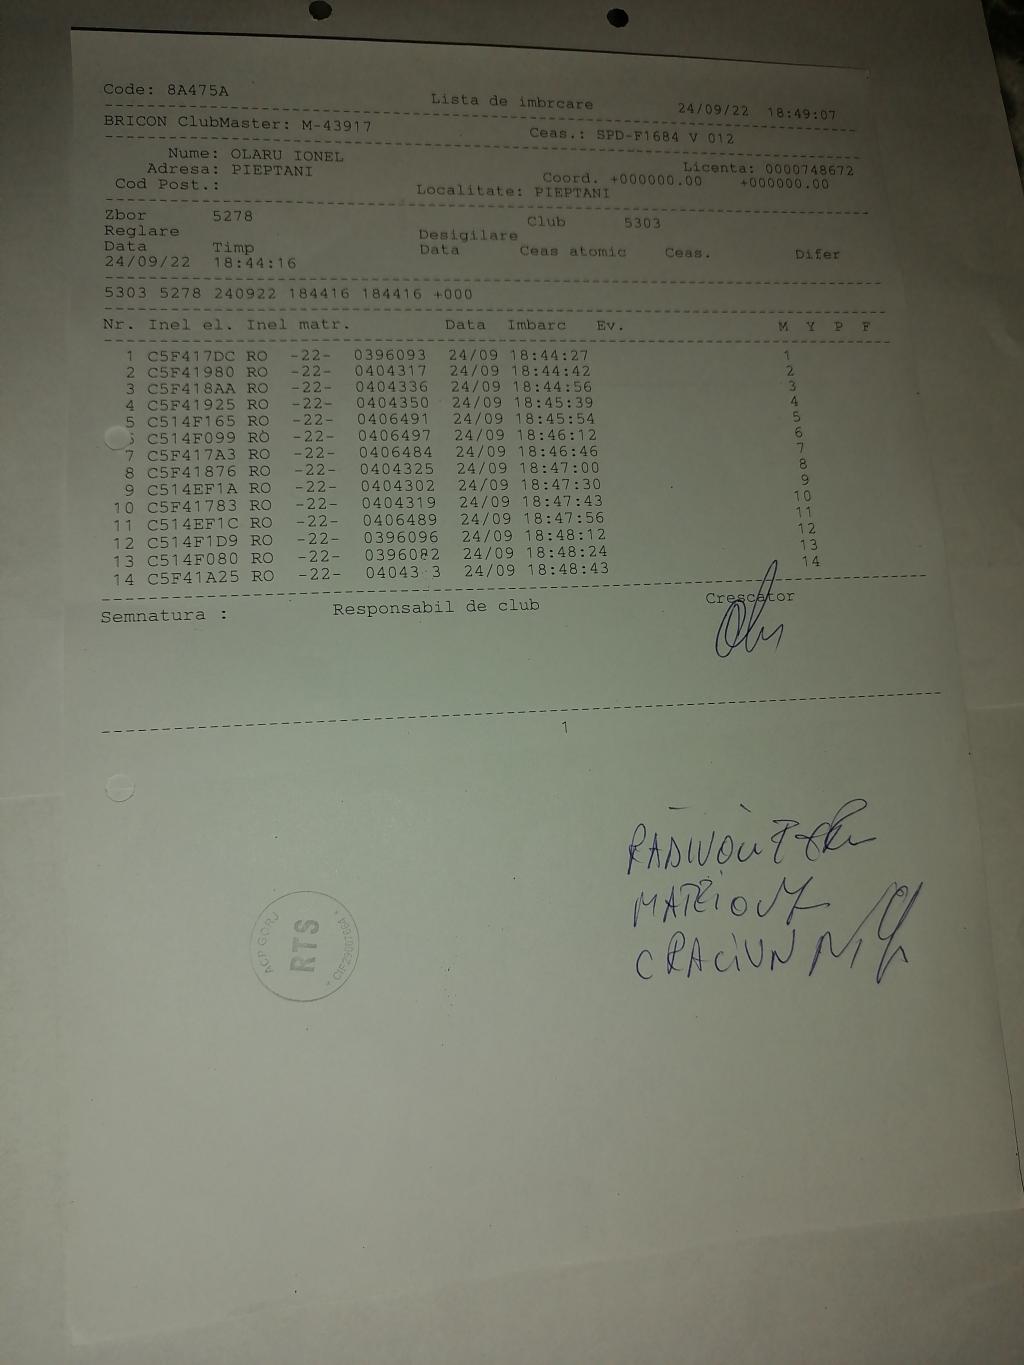 Code: 8A475A Lista de imbrcare 24/09/22 18:49:07
BRICON ClubMaster: M-43917 Ceas.: SPD-F1684 V 012
Nume: OLARU IONEL Licenta: 0000748672
Adresa: PIEPTANI Coord. +000000.00 +000000.00
Cod Post.: Localitate: PIEPTANI
Zbor 5278 Club 5303
Reglare Desigilare
Data Timp Data Ceas atomic Ceas. Difer
24/09/22 18:44:16
5303 5278 240922 184416 184416 +000
Nr. Inel el. Inel matr. Data Imbarc Ev. M Y P F
1 C5F417DC RO -22- 0396093 24/09 18:44:27 1
2 C5F41980 RO -22- 0404317 24/09 18:44:42 2
3 C5F418AA RO -22- 0404336 24/09 18:44:56 3
4 C5F41925 RO -22- 0404350 24/09 18:45:39 4
5 C514F165 RO -22- 0406491 24/09 18:45:54 5
C514F099 RO -22- 0406497 24/09 18:46:12 6
7 C5F417A3 RO -22- 0406484 24/09 18:46:46 7
8 C5F41876 RO -22- 0404325 24/09 18:47:00 8
9 C514EF1A RO -22- 0404302 24/09 18:47:30 9
10 C5F41783 RO -22- 0404319 24/09 18:47:43 10
11 C514EF1C RO -22- 0406489 24/09 18:47:56 11
12 C514F1D9 RO -22- 0396096 24/09 18:48:12 12
13 C514F080 RO -22- 0396082 24/09 18:48:24 13
14 C5F41A25 RO -22- 24/09 18:48:43 14
Semnatura : Responsabil de club Crescator
1
MATEI
CRACIUN
ACP GORJ
RTS